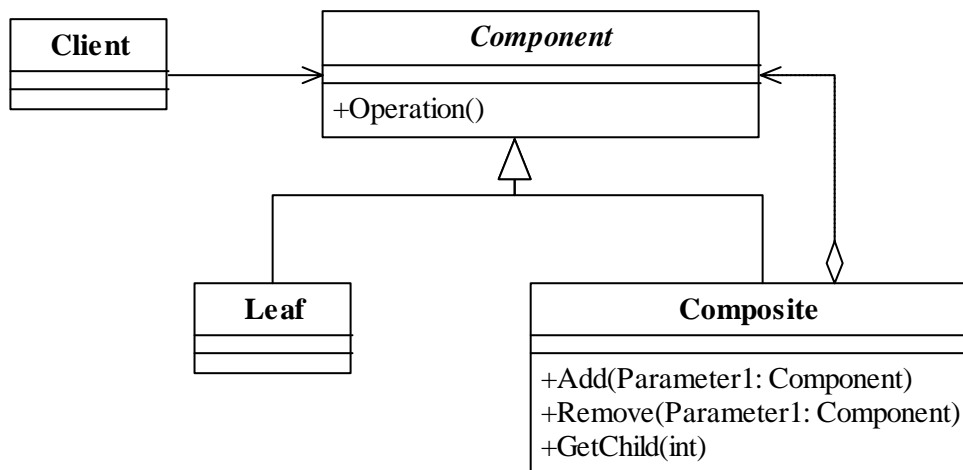 Client
Component
+Operation()
Leaf
Composite
+Add(Parameter1: Component)
+Remove(Parameter1: Component)
+GetChild(int)